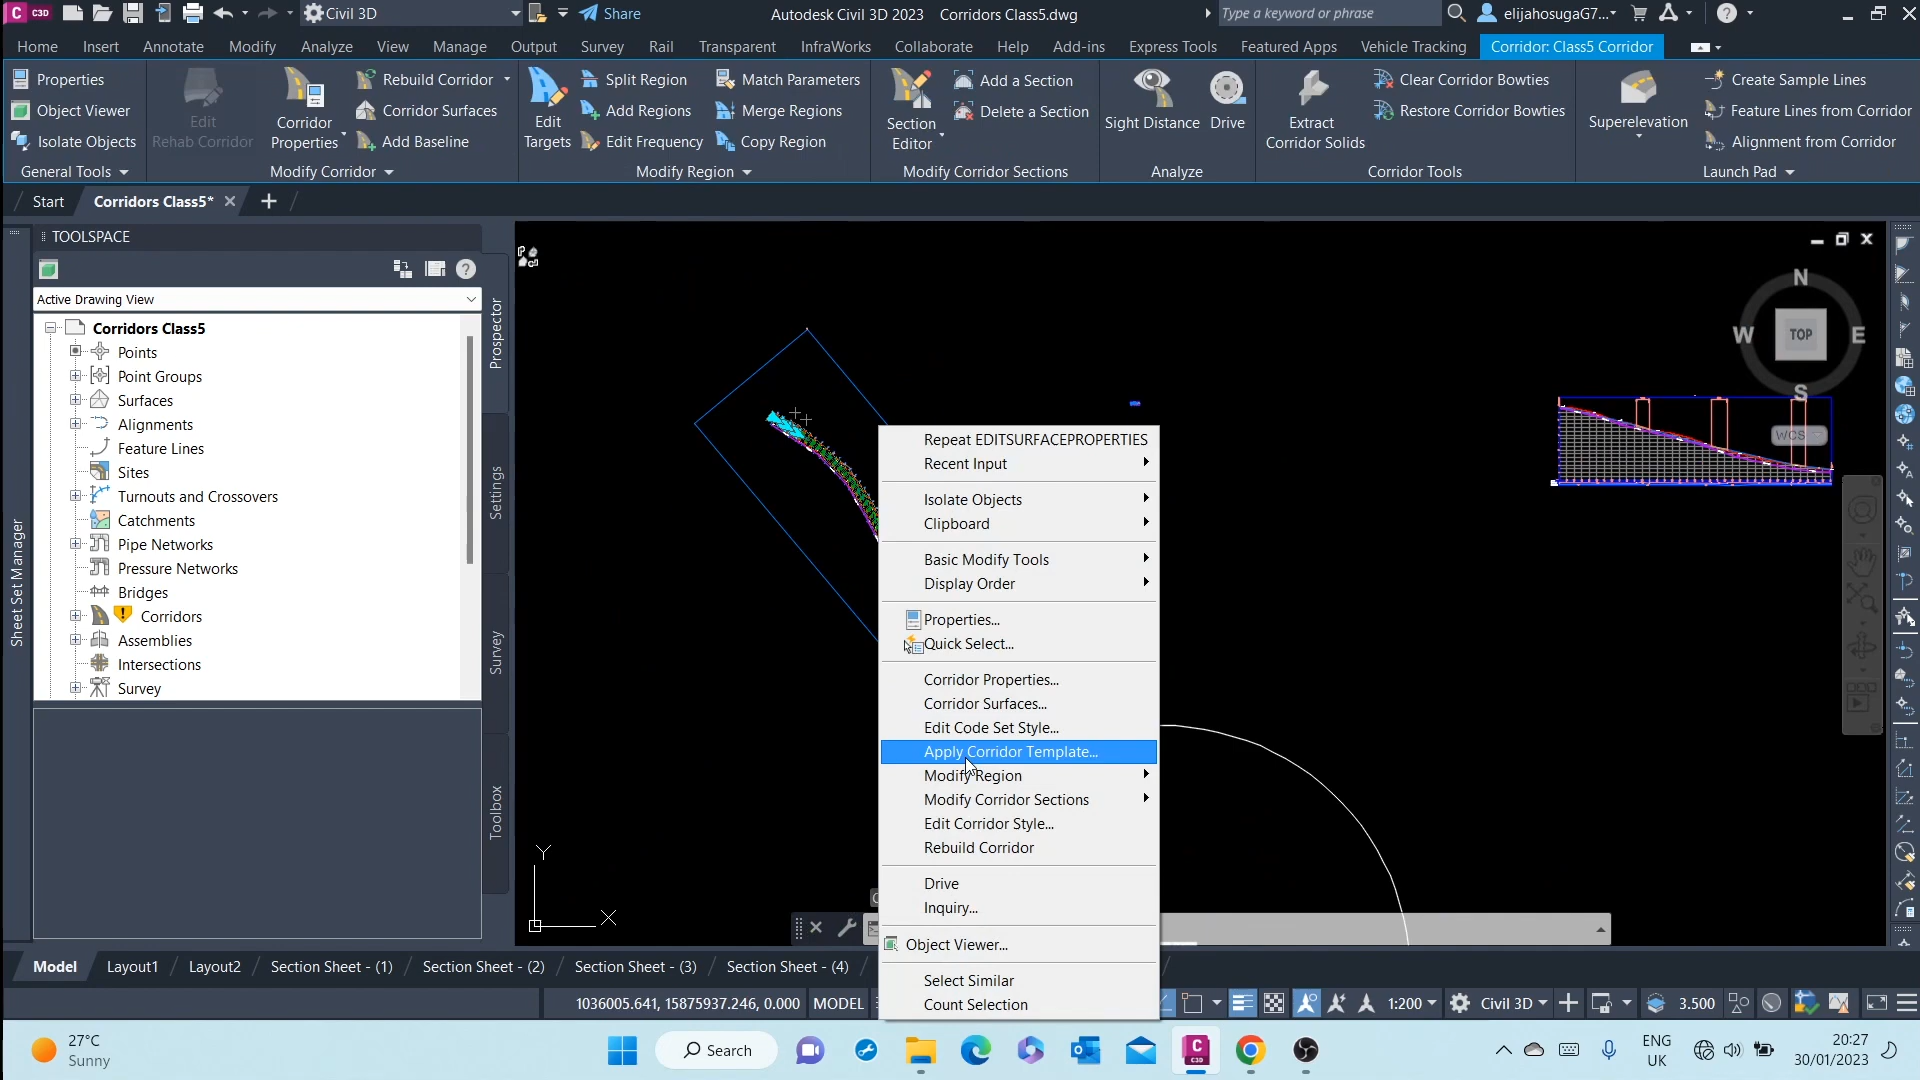 C3D
Civil 3D
Share
Autodesk Civil 3D 2023 Corridors Class5.dwg
Type a keyword or phrase
elijahosugaG7...
Home Insert Annotate Modify Analyze View Manage Output Survey Rail Transparent InfraWorks Collaborate Help Add-ins Express Tools Featured Apps Vehicle Tracking Corridor: Class5 Corridor
Properties
Object Viewer
Isolate Objects
General Tools
Edit
Rehab Corridor
Corridor
Properties
Rebuild Corridor
Corridor Surfaces
Add Baseline
Modify Corridor
Edit
Targets
Split Region
Add Regions
Edit Frequency
Match Parameters
Merge Regions
Copy Region
Modify Region
Section
Editor
Add a Section
Delete a Section
Modify Corridor Sections
Sight Distance
Drive
Analyze
Extract
Corridor Solids
Clear Corridor Bowties
Restore Corridor Bowties
Corridor Tools
Superelevation
Create Sample Lines
Feature Lines from Corridor
Alignment from Corridor
Launch Pad
Start
Corridors Class5*
TOOLSPACE
Active Drawing View
Corridors Class5
Points
Point Groups
Surfaces
Alignments
Feature Lines
Sites
Turnouts and Crossovers
Catchments
Pipe Networks
Pressure Networks
Bridges
Corridors
Assemblies
Intersections
Survey
Sheet Set Manager
Prospector
Settings
Survey
Toolbox
N
W
TOP
E
S
WCS
Y
X
Repeat EDITSURFACEPROPERTIES
Recent Input
Isolate Objects
Clipboard
Basic Modify Tools
Display Order
Properties...
Quick Select...
Corridor Properties...
Corridor Surfaces...
Edit Code Set Style...
Apply Corridor Template...
Modify Region
Modify Corridor Sections
Edit Corridor Style...
Rebuild Corridor
Drive
Inquiry...
Object Viewer...
Select Similar
Count Selection
Model Layout1 Layout2 Section Sheet - (1) Section Sheet - (2) Section Sheet - (3) Section Sheet - (4)
1036005.641, 15875937.246, 0.000 MODEL
1:200
Civil 3D
3.500
27°C
Sunny
Search
C
C3D
ENG
UK
20:27
30/01/2023